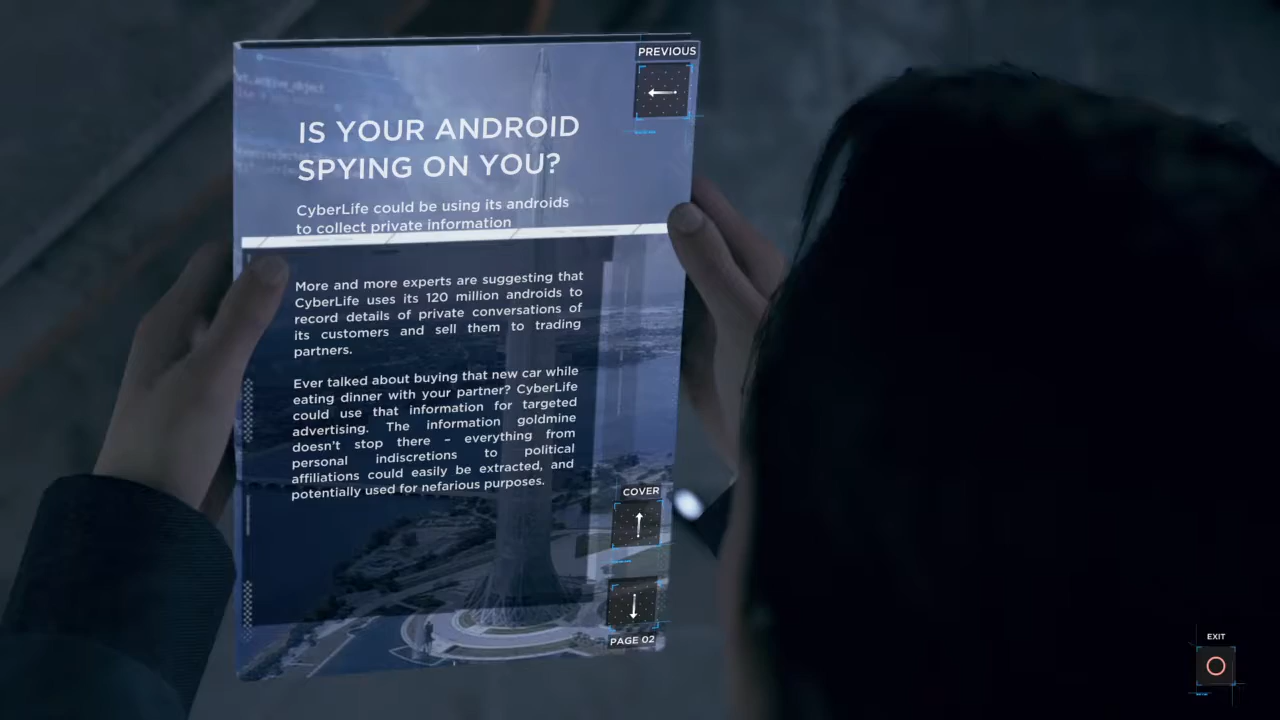 PREVIOUS
IS YOUR ANDROID
SPYING ON YOU?
CyberLife could be using its androids
to collect private information
More and more experts are suggesting that
CyberLife uses its 120 million androids to
record details of private conversations of
its customers and sell them to trading
partners.
Ever talked about buying that new car while
eating dinner with your partner? CyberLife
could use that information for targeted
advertising. The information goldmine
doesn't stop there – everything from
personal indiscretions to political
affiliations could easily be extracted, and
potentially used for nefarious purposes.
COVER
PAGE 02
EXIT